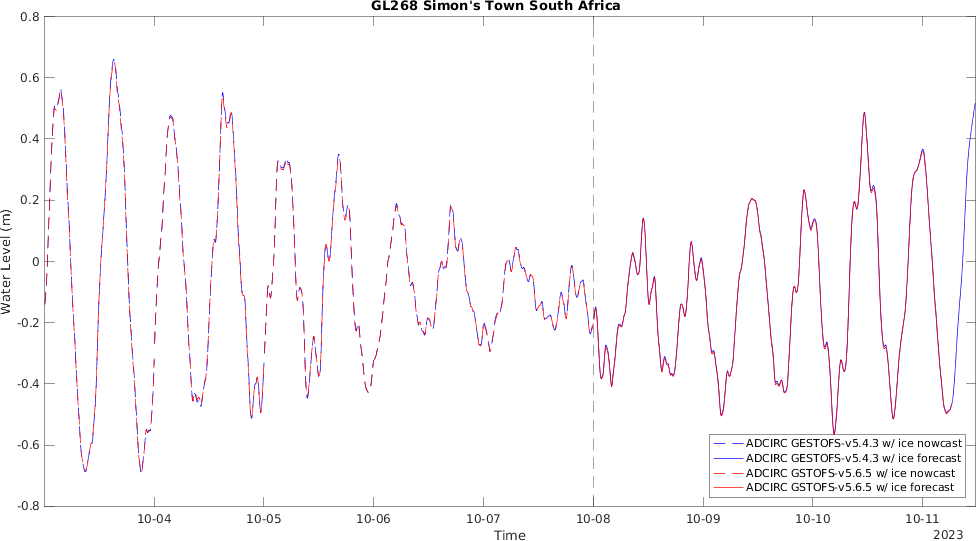 GL268 Simon's Town South Africa
Water Level (m)
0.8
0.6
0.4
0.2
0
-0.2
-0.4
-0.6
-0.8
ADCIRC GESTOFS-v5.4.3 w/ ice nowcast
ADCIRC GESTOFS-v5.4.3 w/ ice forecast
ADCIRC GSTOFS-v5.6.5 w/ ice nowcast
ADCIRC GSTOFS-v5.6.5 w/ ice forecast
10-04 10-05 10-06 10-07 10-08 10-09 10-10 10-11
Time
2023